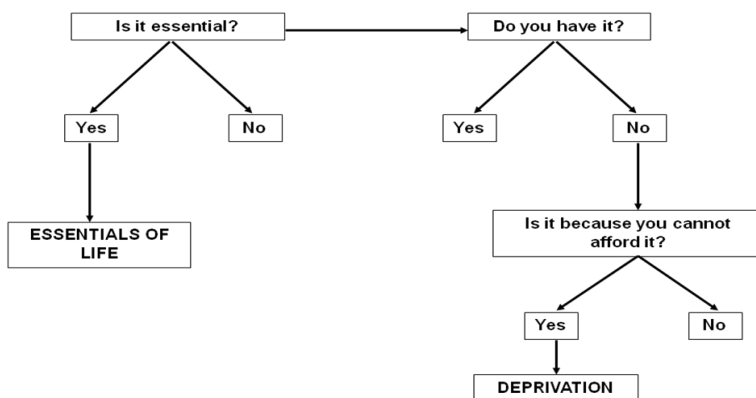 Is it essential?
Do you have it?
Yes
No
Yes
No
ESSENTIALS OF
LIFE
Is it because you cannot
afford it?
Yes
No
DEPRIVATION